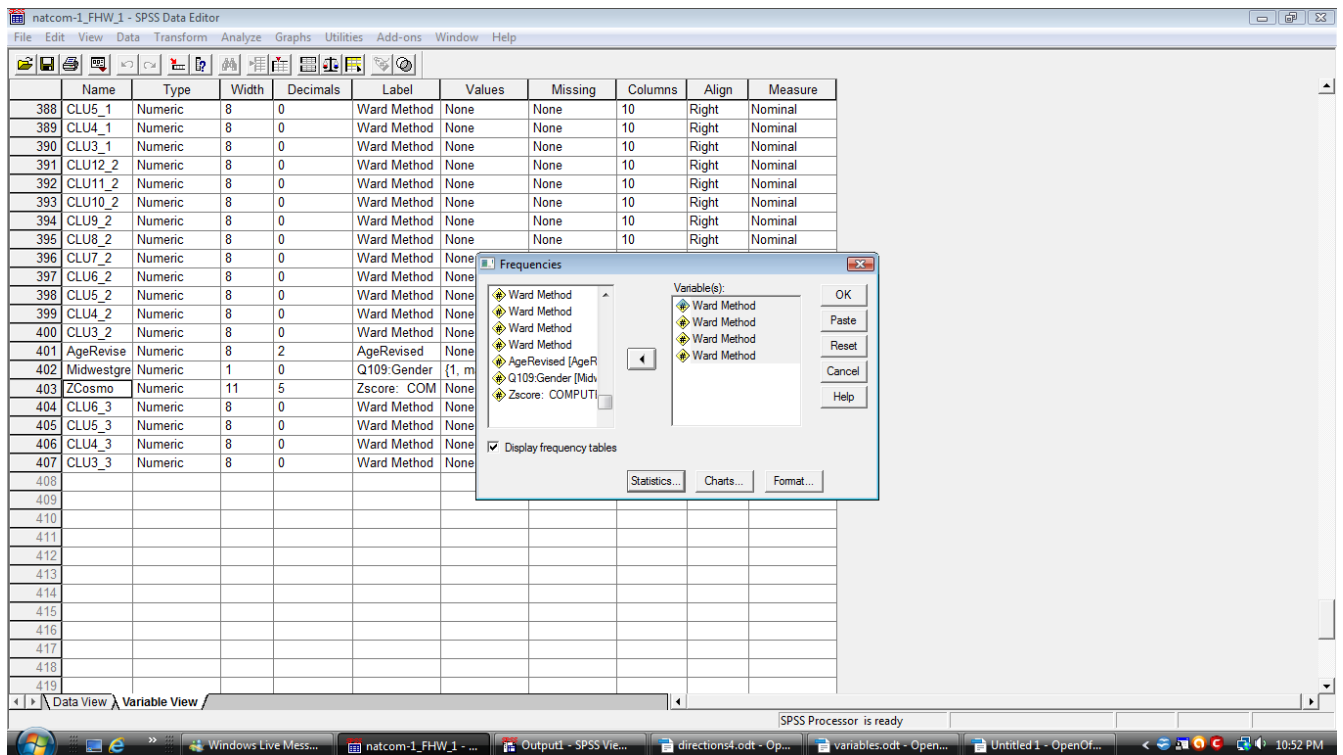 natcom-1_FHW_1 - SPSS Data Editor
File Edit View Data Transform Analyze Graphs Utilities Add-ons Window Help
Name Type Width Decimals Label Values Missing Columns Align Measure
388 CLU5_1 Numeric 8 0 Ward Method None None 10 Right Nominal
389 CLU4_1 Numeric 8 0 Ward Method None None 10 Right Nominal
390 CLU3_1 Numeric 8 0 Ward Method None None 10 Right Nominal
391 CLU12_2 Numeric 8 0 Ward Method None None 10 Right Nominal
392 CLU11_2 Numeric 8 0 Ward Method None None 10 Right Nominal
393 CLU10_2 Numeric 8 0 Ward Method None None 10 Right Nominal
394 CLU9_2 Numeric 8 0 Ward Method None None 10 Right Nominal
395 CLU8_2 Numeric 8 0 Ward Method None None 10 Right Nominal
396 CLU7_2 Numeric 8 0 Ward Method None
397 CLU6_2 Numeric 8 0 Ward Method None
398 CLU5_2 Numeric 8 0 Ward Method None
399 CLU4_2 Numeric 8 0 Ward Method None
400 CLU3_2 Numeric 8 0 Ward Method None
401 AgeRevise Numeric 8 2 AgeRevised None
402 Midwestgre Numeric 1 0 Q109:Gender {1, m
403 ZCosmo Numeric 11 5 Zscore: COM None
404 CLU6_3 Numeric 8 0 Ward Method None
405 CLU5_3 Numeric 8 0 Ward Method None
406 CLU4_3 Numeric 8 0 Ward Method None
407 CLU3_3 Numeric 8 0 Ward Method None
408
409
410
411
412
413
414
415
416
417
418
419
Frequencies
Ward Method
Ward Method
Ward Method
Ward Method
AgeRevised [AgeR
Q109:Gender [Midv
Zscore: COMPUTI
Variable(s):
Ward Method
Ward Method
Ward Method
Ward Method
OK
Paste
Reset
Cancel
Help
Display frequency tables
Statistics... Charts... Format...
Data View Variable View
SPSS Processor is ready
Windows Live Mess... natcom-1_FHW_1 - ... Output1 - SPSS Vie... directions4.odt - Op... variables.odt - Open... Untitled 1 - OpenOf... 10:52 PM